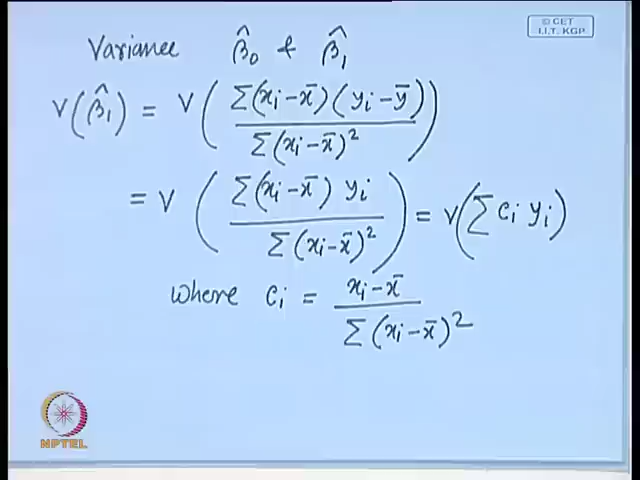 © CET
I.I.T. KGP
Variance β̂₀ & β̂₁
V(β̂₁) = V( Σ(xᵢ-x̄)(yᵢ-ȳ) / Σ(xᵢ-x̄)² )
= V( Σ(xᵢ-x̄) yᵢ / Σ(xᵢ-x̄)² ) = V(Σ cᵢ yᵢ)
where cᵢ = xᵢ-x̄ / Σ(xᵢ-x̄)²
NPTEL